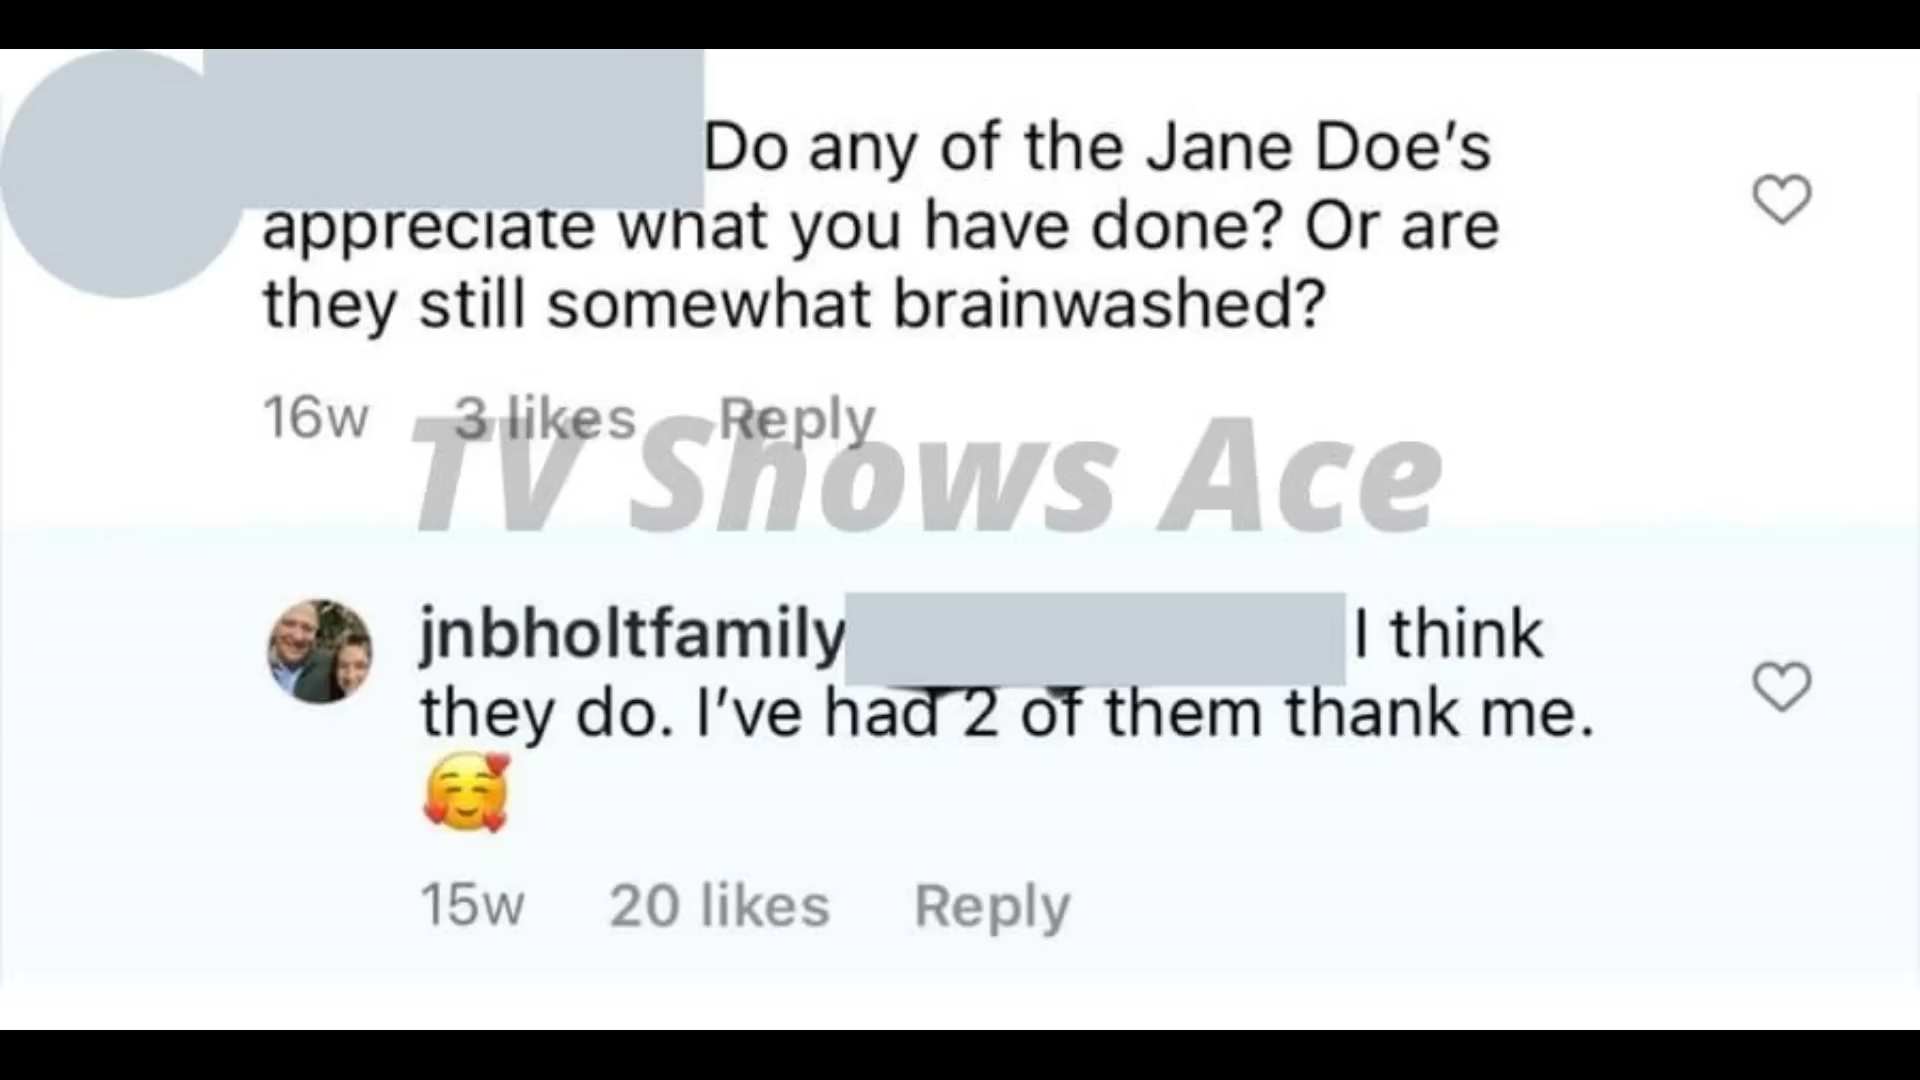 Do any of the Jane Doe’s
appreciate what you have done? Or are
they still somewhat brainwashed?
16w 3 likes Reply
TV Shows Ace
jnbholtfamily I think
they do. I’ve had 2 of them thank me.
🥰
15w 20 likes Reply